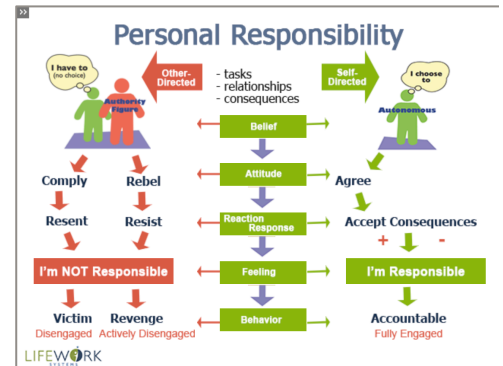 »
Personal Responsibility
I have to
(no choice)
Authority
Figure
Other-
Directed
- tasks
- relationships
- consequences
Self-
Directed
I choose
to
Autonomous
Belief
Comply
Rebel
Attitude
Agree
Resent
Resist
Reaction
Response
Accept Consequences
+ -
I'm NOT Responsible
Feeling
I'm Responsible
Victim
Disengaged
Revenge
Actively Disengaged
Behavior
Accountable
Fully Engaged
LIFEWORK
SYSTEMS